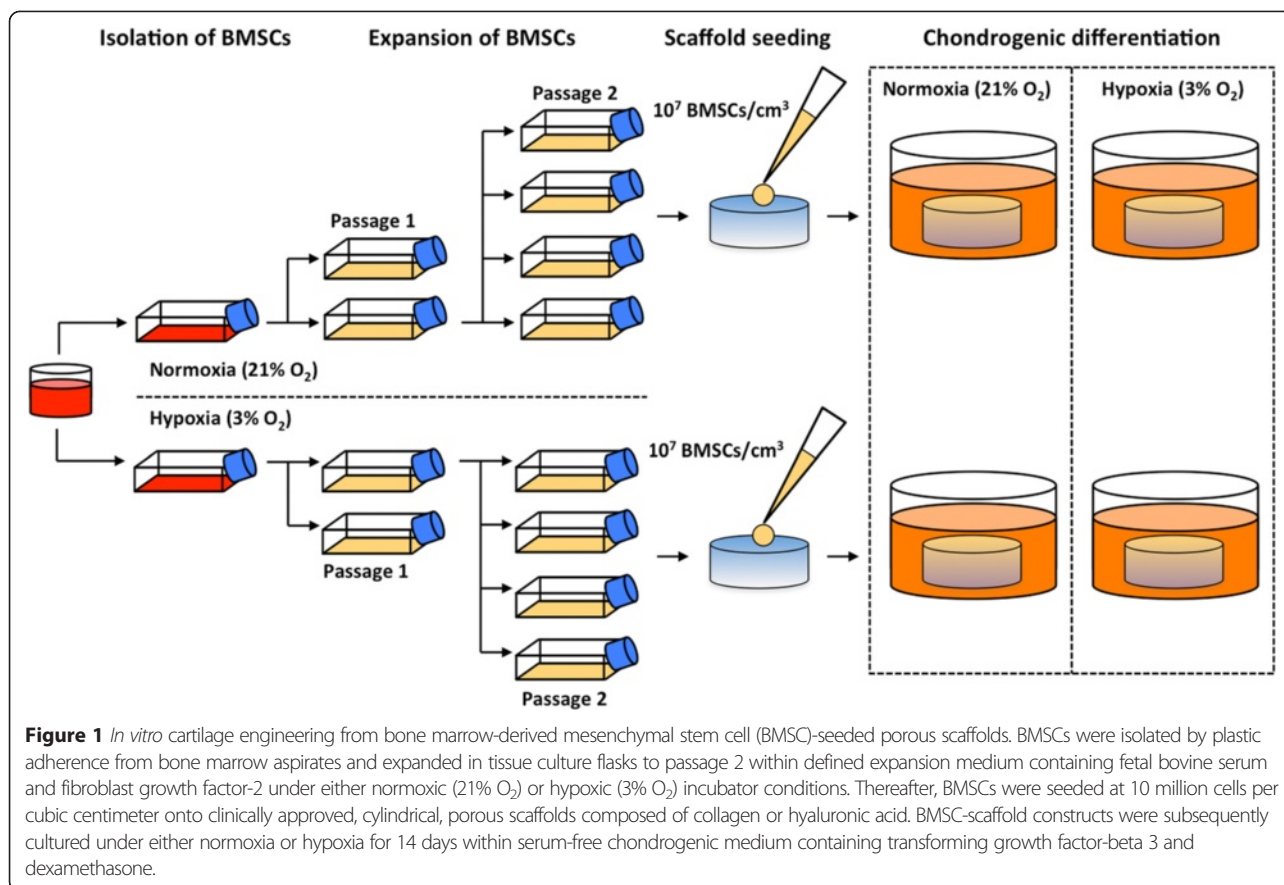 Isolation of BMSCs
Expansion of BMSCs
Scaffold seeding
Chondrogenic differentiation
Passage 2
10⁷ BMSCs/cm³
Normoxia (21% O₂)
Hypoxia (3% O₂)
Passage 1
Normoxia (21% O₂)
Hypoxia (3% O₂)
10⁷ BMSCs/cm³
Passage 1
Passage 2
Figure 1 In vitro cartilage engineering from bone marrow-derived mesenchymal stem cell (BMSC)-seeded porous scaffolds. BMSCs were isolated by plastic
adherence from bone marrow aspirates and expanded in tissue culture flasks to passage 2 within defined expansion medium containing fetal bovine serum
and fibroblast growth factor-2 under either normoxic (21% O₂) or hypoxic (3% O₂) incubator conditions. Thereafter, BMSCs were seeded at 10 million cells per
cubic centimeter onto clinically approved, cylindrical, porous scaffolds composed of collagen or hyaluronic acid. BMSC-scaffold constructs were subsequently
cultured under either normoxia or hypoxia for 14 days within serum-free chondrogenic medium containing transforming growth factor-beta 3 and
dexamethasone.